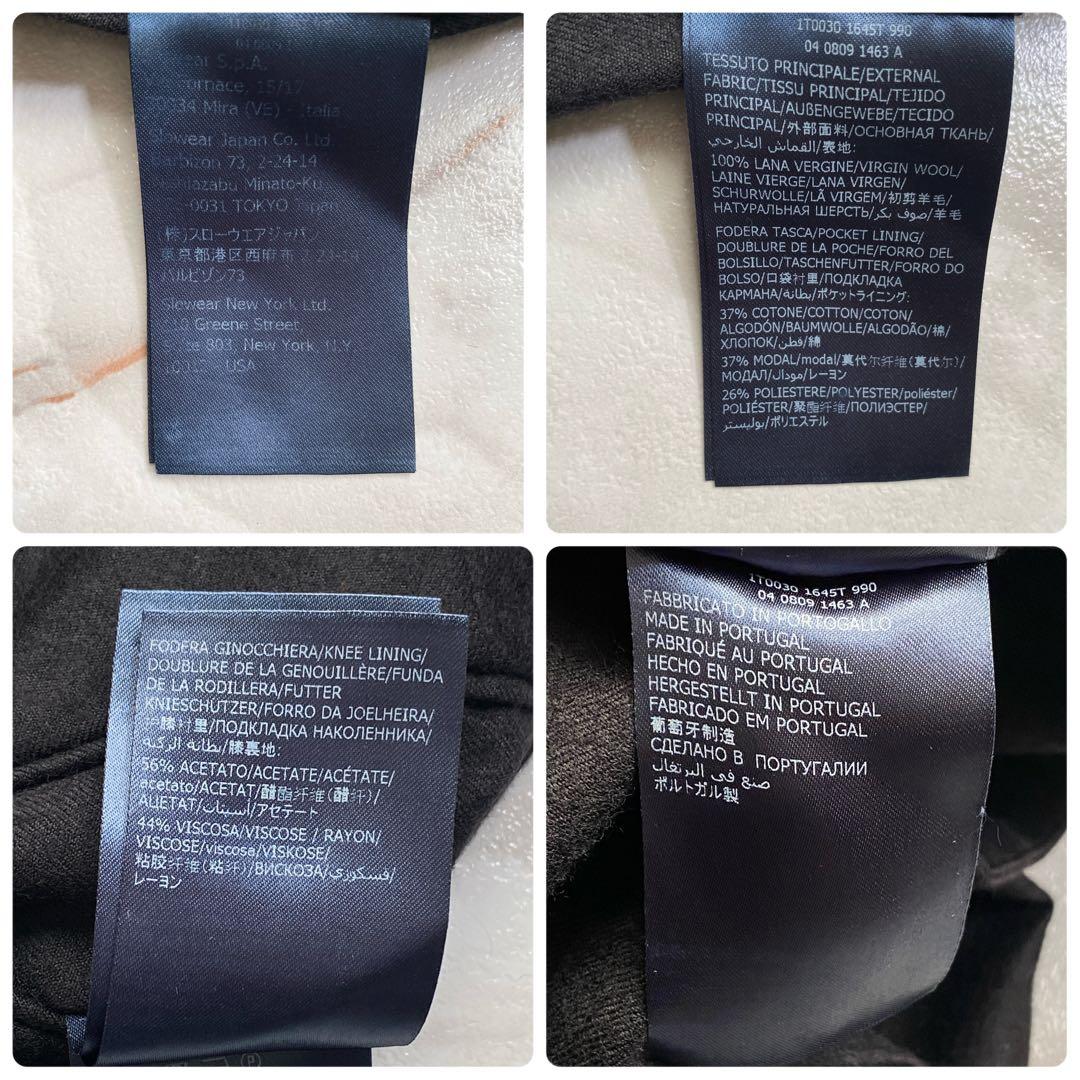 S.p.A.
15/17
Mira (VE) - Italia
Slowear Japan Co. Ltd.
Barbizon 73, 2-24-14
Minato-Ku
-0031 TOKYO Japan
(株)スローウェアジャパン
東京都港区西麻布 2-24-14
バルビゾン73
Slowear New York Ltd.
Greene Street,
803, New York, N.Y.
USA
1T0030 1645T 990
04 0809 1463 A
TESSUTO PRINCIPALE/EXTERNAL
FABRIC/TISSU PRINCIPAL/TEJIDO
PRINCIPAL/AUßENGEWEBE/TECIDO
PRINCIPAL/外部面料/ОСНОВНАЯ ТКАНЬ/
القماش الخارجي/表地:
100% LANA VERGINE/VIRGIN WOOL/
LAINE VIERGE/LANA VIRGEN/
SCHURWOLLE/LÃ VIRGEM/初剪羊毛/
НАТУРАЛЬНАЯ ШЕРСТЬ/صوف بكر/羊毛
FODERA TASCA/POCKET LINING/
DOUBLURE DE LA POCHE/FORRO DEL
BOLSILLO/TASCHENFUTTER/FORRO DO
BOLSO/口袋衬里/ПОДКЛАДКА
КАРМАНА/بطانة/ポケットライニング:
37% COTONE/COTTON/COTON/
ALGODÓN/BAUMWOLLE/ALGODÃO/棉/
ХЛОПОК/قطن/綿
37% MODAL/modal/莫代尔纤维(莫代尔)/
МОДАЛ/مودال/レーヨン
26% POLIESTERE/POLYESTER/poliéster/
POLIÉSTER/聚酯纤维/ПОЛИЭСТЕР/
بوليستر/ポリエステル
FODERA GINOCCHIERA/KNEE LINING/
DOUBLURE DE LA GENOUILLÈRE/FUNDA
DE LA RODILLERA/FUTTER
KNIESCHÜTZER/FORRO DA JOELHEIRA/
护膝衬里/ПОДКЛАДКА НАКОЛЕННИКА/
بطانة الركبة/膝裏地:
56% ACETATO/ACETATE/ACÉTATE/
acetato/ACETAT/醋酯纤维(醋纤)/
АЦЕТАТ/أسيتات/アセテート
44% VISCOSA/VISCOSE / RAYON/
VISCOSE/viscosa/VISKOSE/
粘胶纤维(粘纤)/ВИСКОЗА/فسكوزي/
レーヨン
P
1T0030 1645T 990
04 0809 1463 A
FABBRICATO IN PORTOGALLO
MADE IN PORTUGAL
FABRIQUÉ AU PORTUGAL
HECHO EN PORTUGAL
HERGESTELLT IN PORTUGAL
FABRICADO EM PORTUGAL
葡萄牙制造
СДЕЛАНО В ПОРТУГАЛИИ
صنع في البرتغال
ポルトガル製